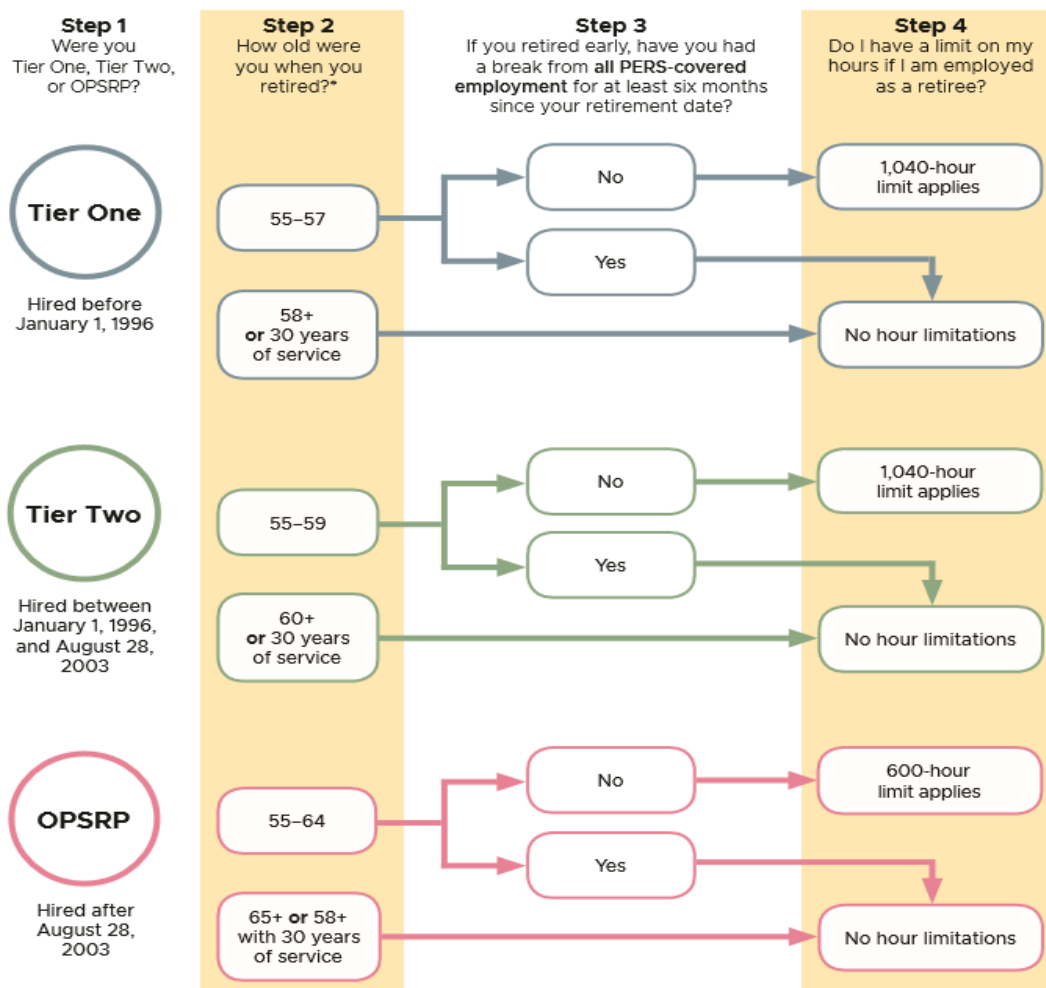 Step 1
Were you
Tier One, Tier Two,
or OPSRP?
Step 2
How old were
you when you
retired?*
Step 3
If you retired early, have you had
a break from all PERS-covered
employment for at least six months
since your retirement date?
Step 4
Do I have a limit on my
hours if I am employed
as a retiree?
Tier One
Hired before
January 1, 1996
55–57
No
1,040-hour
limit applies
Yes
58+
or 30 years
of service
No hour limitations
Tier Two
Hired between
January 1, 1996,
and August 28,
2003
55–59
No
1,040-hour
limit applies
Yes
60+
or 30 years
of service
No hour limitations
OPSRP
Hired after
August 28,
2003
55–64
No
600-hour
limit applies
Yes
65+ or 58+
with 30 years
of service
No hour limitations